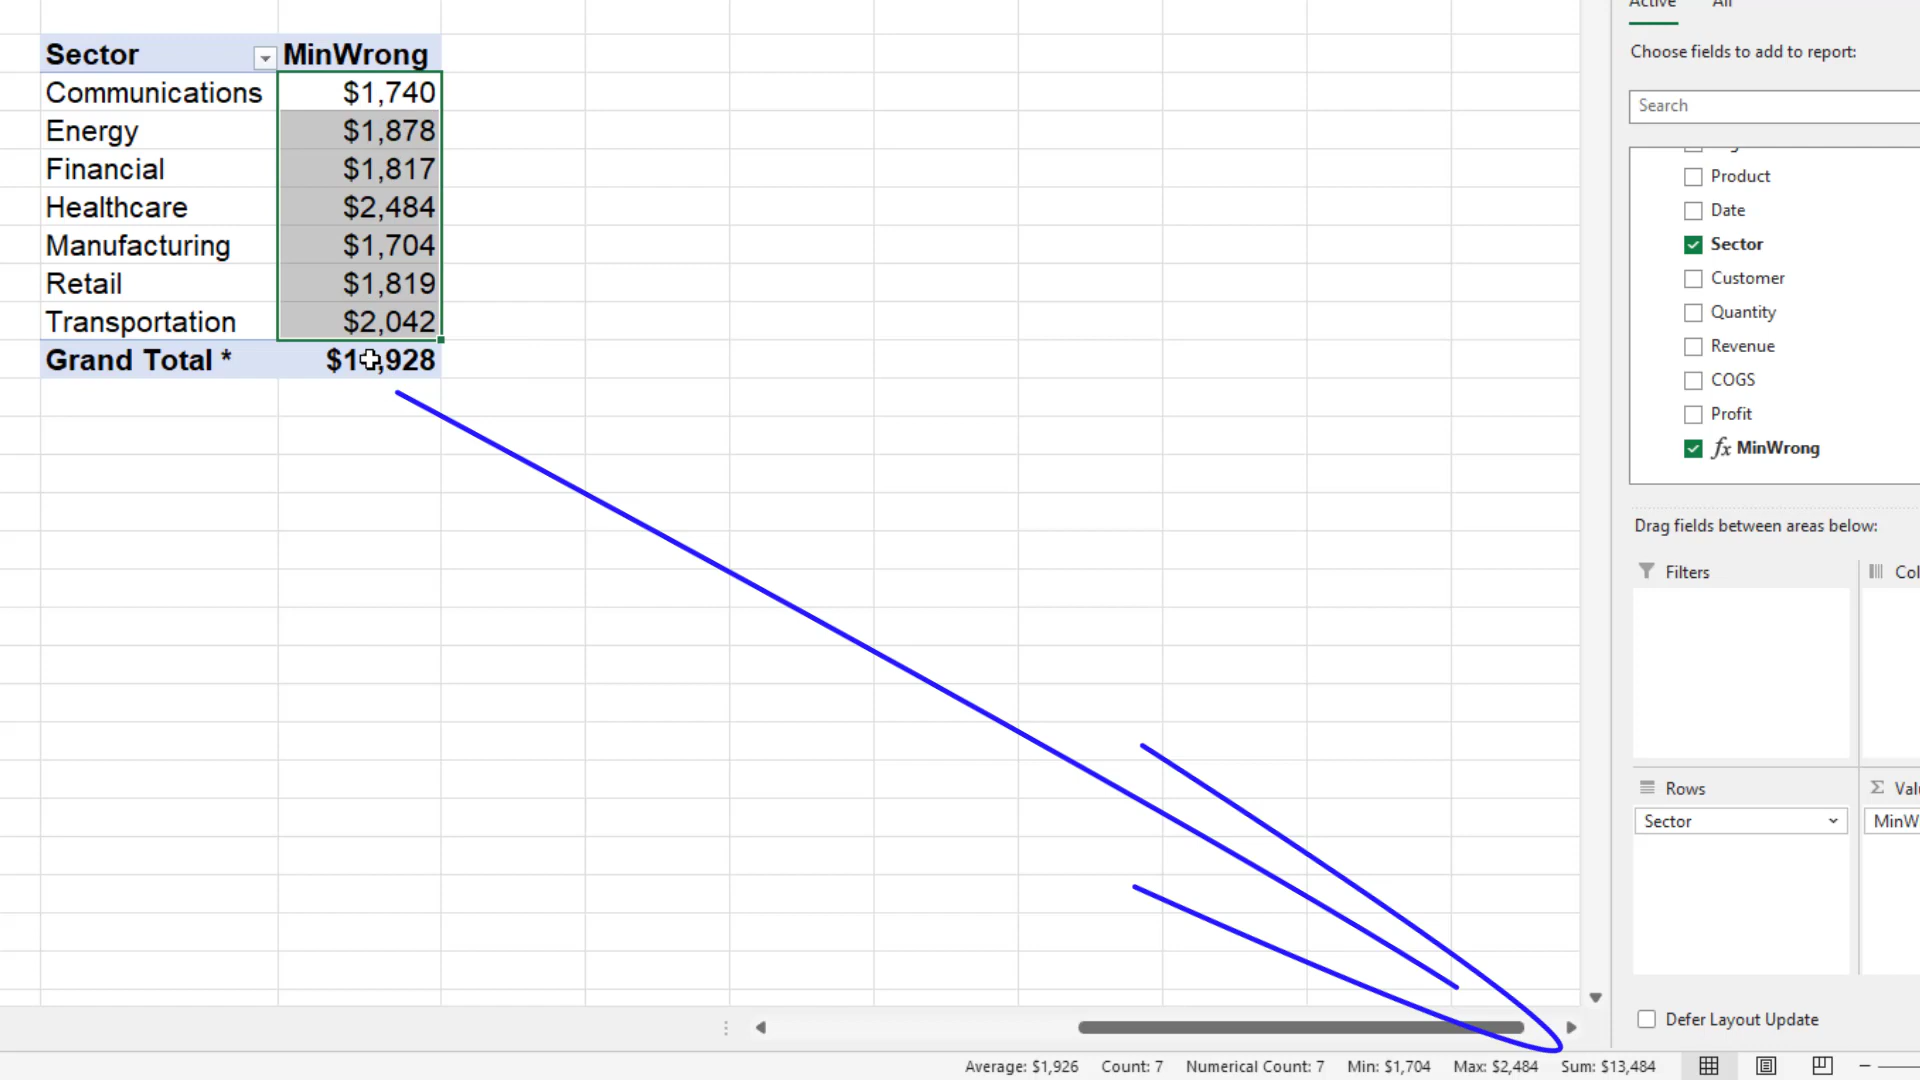 Active All
Choose fields to add to report:
Search
Product
Date
Sector
Customer
Quantity
Revenue
COGS
Profit
fx MinWrong
Drag fields between areas below:
Filters
Col
Rows
Σ Val
Sector
MinW
Defer Layout Update
Sector MinWrong
Communications $1,740
Energy $1,878
Financial $1,817
Healthcare $2,484
Manufacturing $1,704
Retail $1,819
Transportation $2,042
Grand Total *
Average: $1,926 Count: 7 Numerical Count: 7 Min: $1,704 Max: $2,484 Sum: $13,484